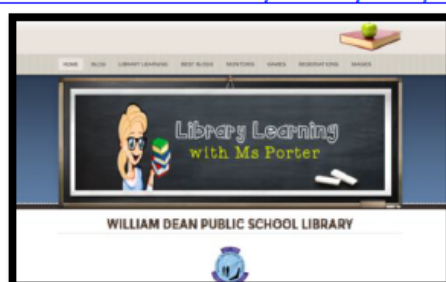 HOME BLOG LIBRARY LEARNING BEST BLOGS MONITORS GAMES RESERVATIONS IMAGES
Library Learning
with Ms Porter
WILLIAM DEAN PUBLIC SCHOOL LIBRARY